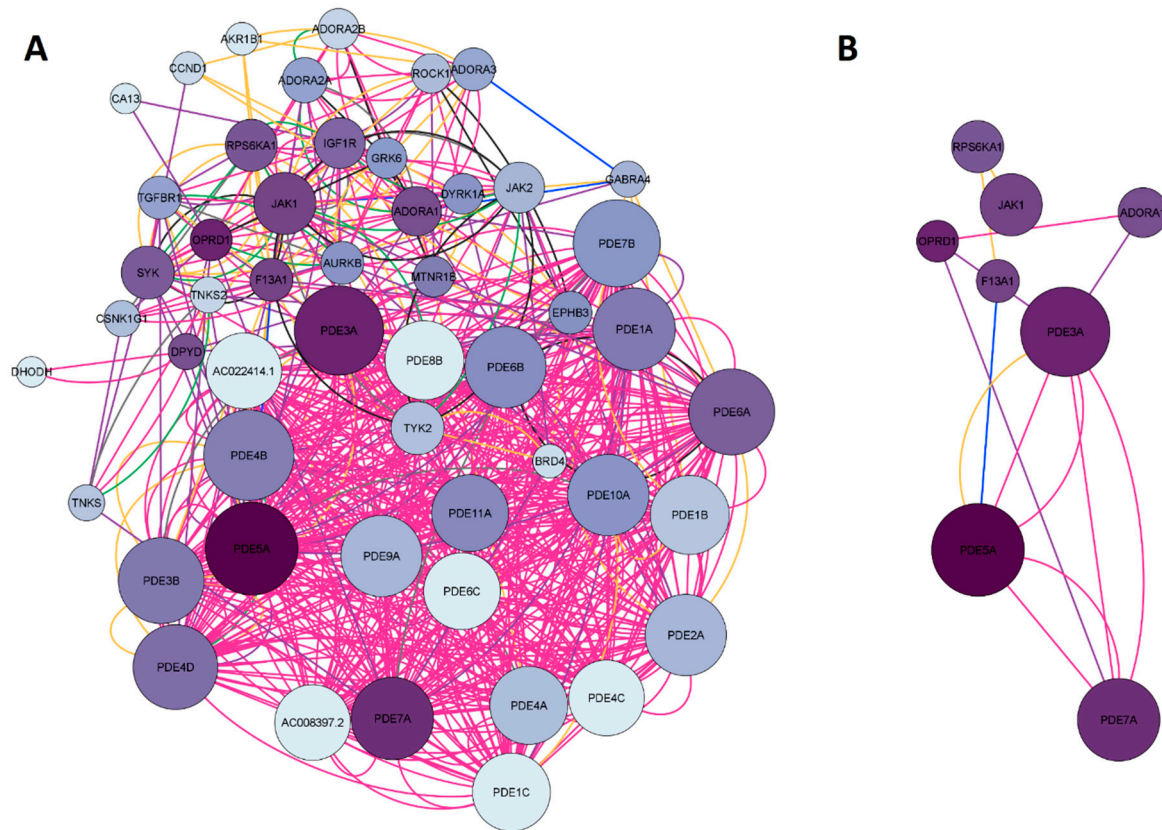 A
AKR1B1
ADORA2B
CCND1
ADORA2A
ROCK1
ADORA3
CA13
RPS6KA1
IGF1R
GRK6
GABRA4
TGFBR1
JAK1
DYRK1A
JAK2
ADORA1
OPRD1
PDE7B
SYK
F13A1
AURKB
MTNR1B
TNKS2
CSNK1G1
PDE3A
EPHB3
PDE1A
DPYD
DHODH
AC022414.1
PDE8B
PDE6B
PDE6A
TYK2
PDE4B
BRD4
TNKS
PDE10A
PDE11A
PDE1B
PDE5A
PDE9A
PDE3B
PDE6C
PDE2A
PDE4D
PDE4A
PDE4C
AC008397.2
PDE7A
PDE1C
B
RPS6KA1
JAK1
ADORA1
OPRD1
F13A1
PDE3A
PDE5A
PDE7A